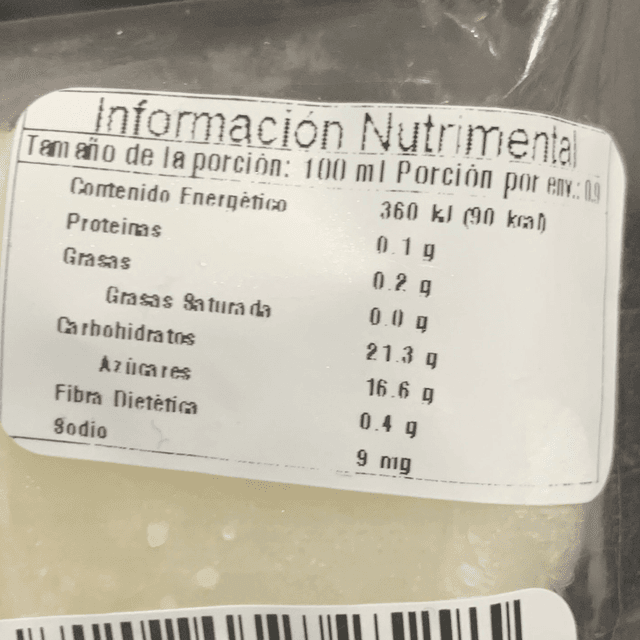 Información Nutrimental
Tamaño de la porción: 100 ml Porción por env.: 0.9
Contenido Energètico 360 kJ (90 kcal)
Proteinas 0.1 g
Grasas 0.2 g
Grasas Saturada 0.0 g
Carbohidratos 21.3 g
Azúcares 16.6 g
Fibra Dietètica 0.4 g
Sodio 9 mg